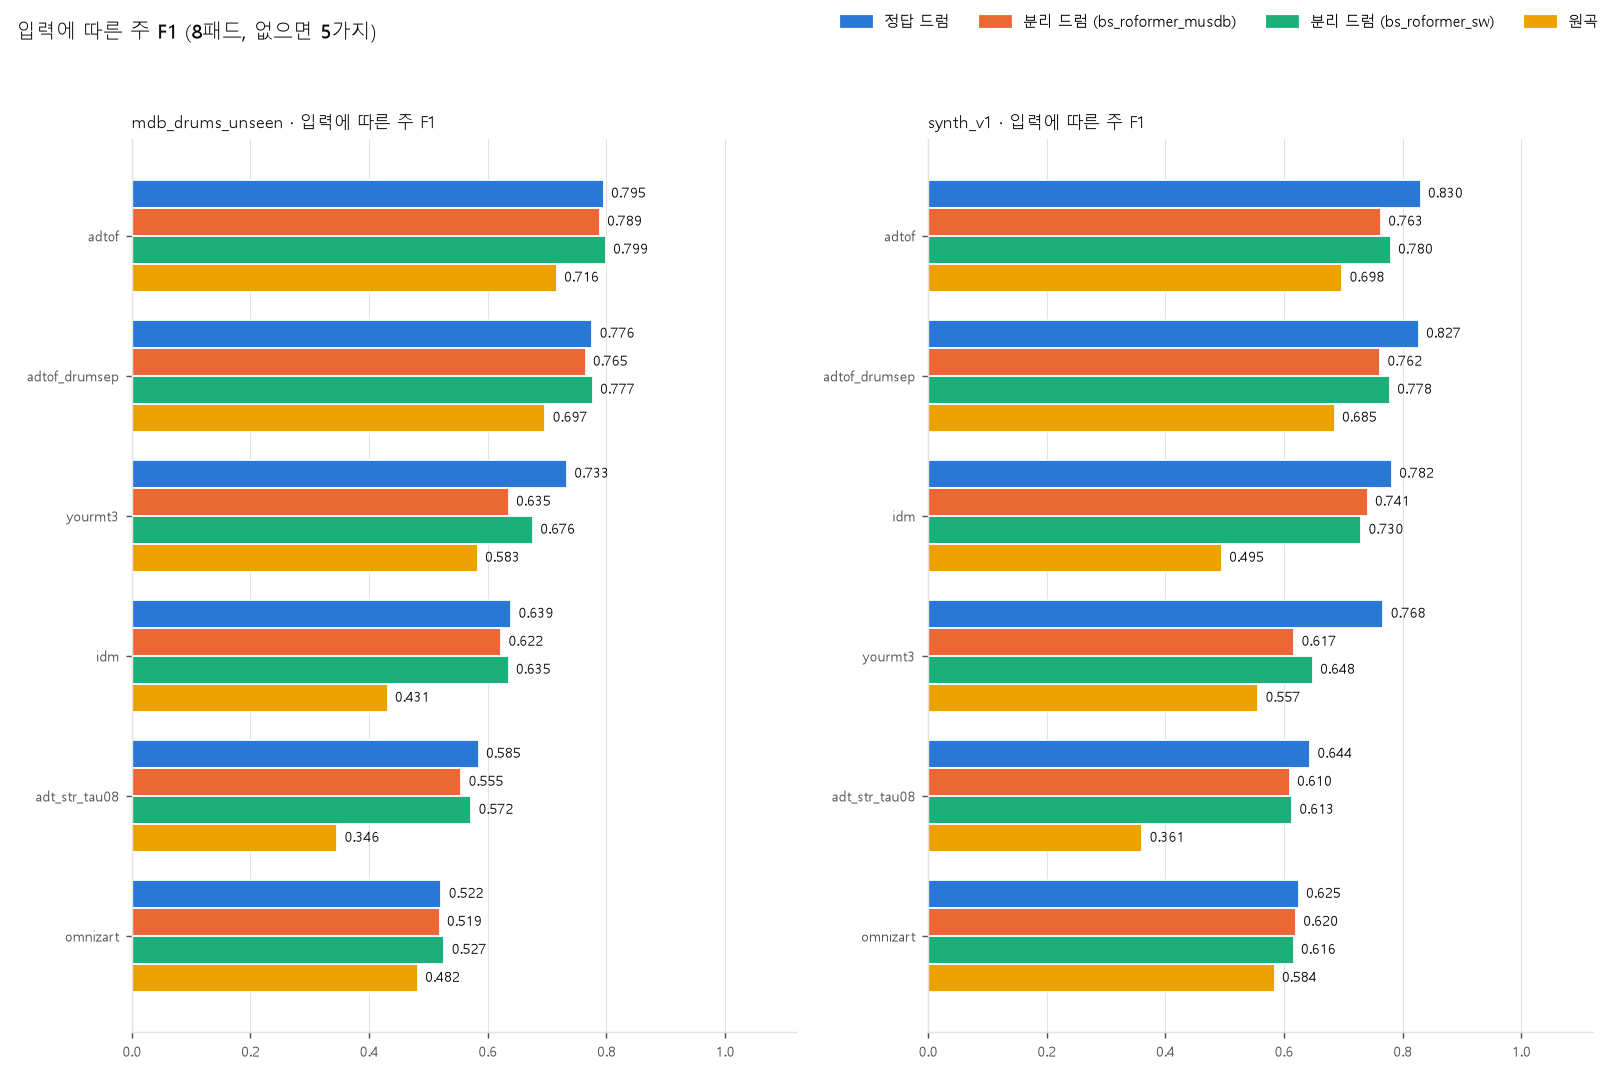 입력에 따른 주 F1 (8패드, 없으면 5가지)
정답 드럼
분리 드럼 (bs_roformer_musdb)
분리 드럼 (bs_roformer_sw)
원곡
mdb_drums_unseen · 입력에 따른 주 F1
adtof
0.795
0.789
0.799
0.716
adtof_drumsep
0.776
0.765
0.777
0.697
yourmt3
0.733
0.635
0.676
0.583
idm
0.639
0.622
0.635
0.431
adt_str_tau08
0.585
0.555
0.572
0.346
omnizart
0.522
0.519
0.527
0.482
0.0 0.2 0.4 0.6 0.8 1.0
synth_v1 · 입력에 따른 주 F1
adtof
0.830
0.763
0.780
0.698
adtof_drumsep
0.827
0.762
0.778
0.685
idm
0.782
0.741
0.730
0.495
yourmt3
0.768
0.617
0.648
0.557
adt_str_tau08
0.644
0.610
0.613
0.361
omnizart
0.625
0.620
0.616
0.584
0.0 0.2 0.4 0.6 0.8 1.0